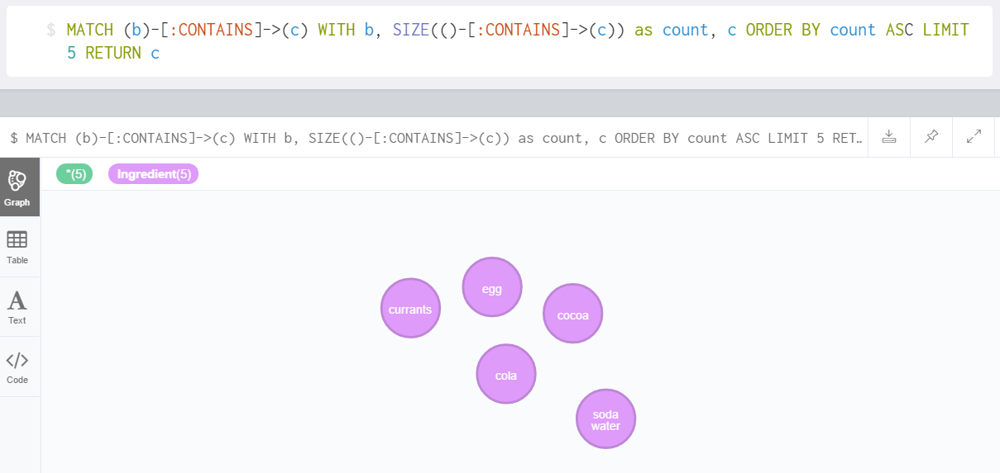 $ MATCH (b)-[:CONTAINS]->(c) WITH b, SIZE(()-[:CONTAINS]->(c)) as count, c ORDER BY count ASC LIMIT
5 RETURN c
$ MATCH (b)-[:CONTAINS]->(c) WITH b, SIZE(()-[:CONTAINS]->(c)) as count, c ORDER BY count ASC LIMIT 5 RET…
*(5) Ingredient(5)
Graph
Table
A
Text
</>
Code
egg
currants
cocoa
cola
soda
water